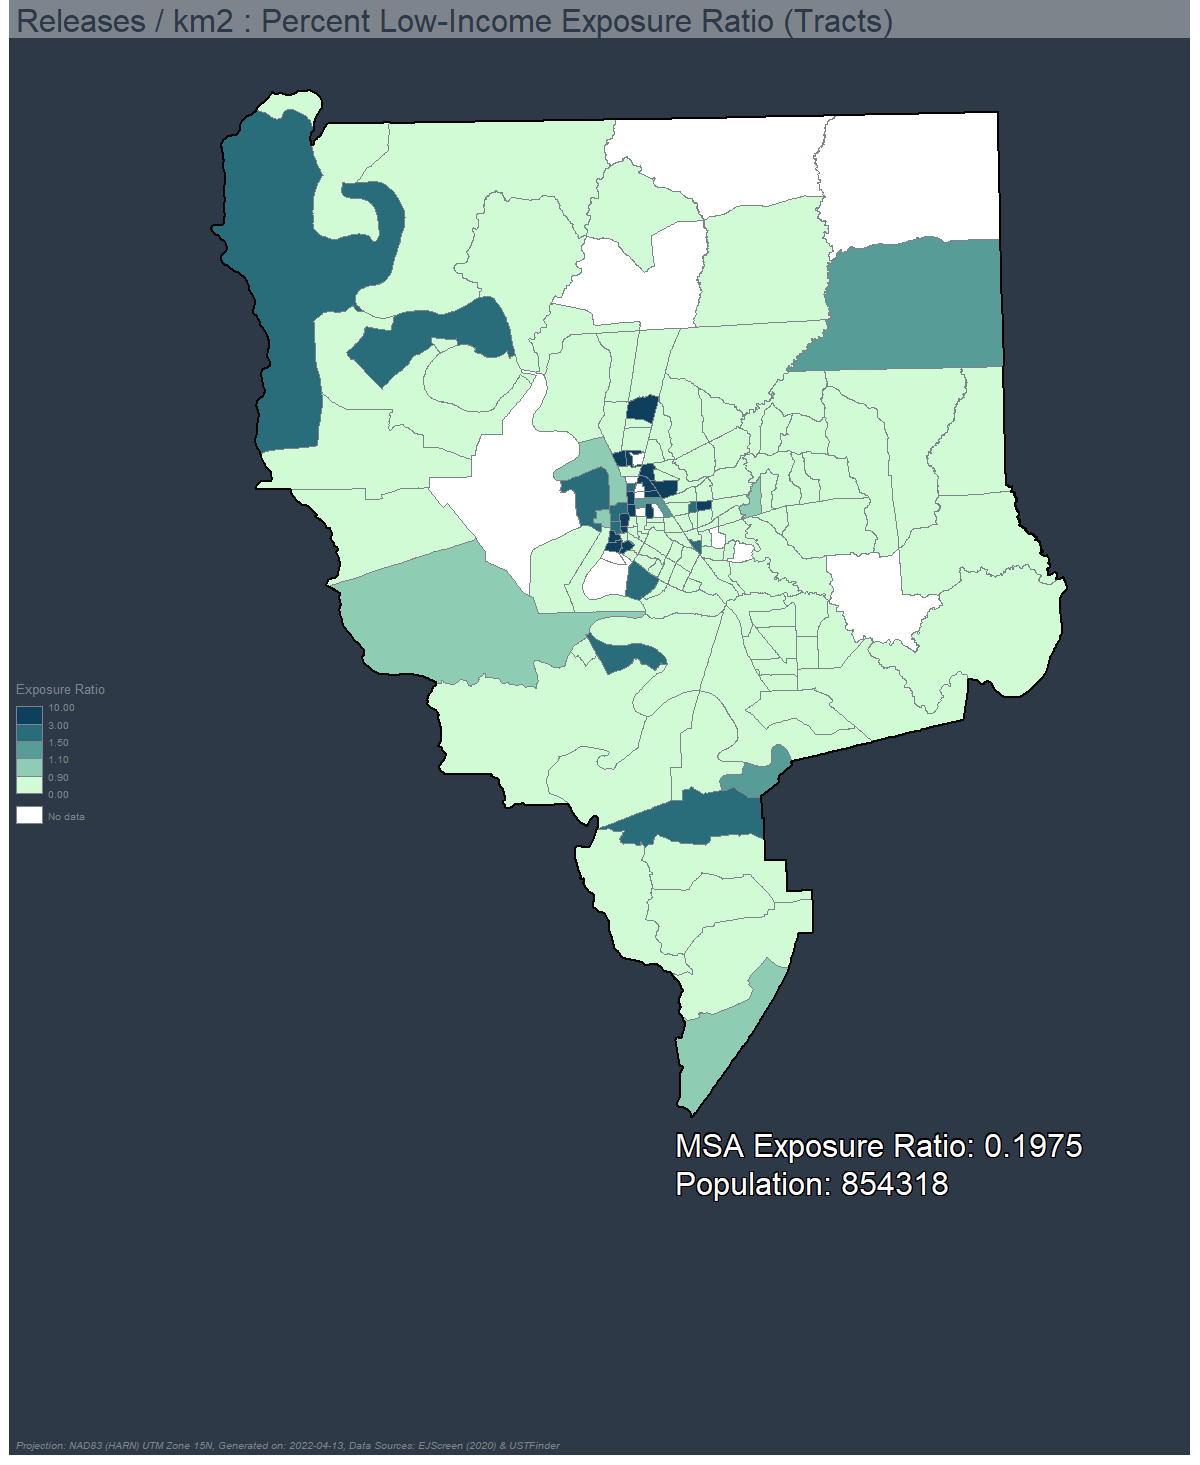 Releases / km2 : Percent Low-Income Exposure Ratio (Tracts)
Exposure Ratio
10.00
3.00
1.50
1.10
0.90
0.00
No data
MSA Exposure Ratio: 0.1975
Population: 854318
Projection: NAD83 (HARN) UTM Zone 15N, Generated on: 2022-04-13, Data Sources: EJScreen (2020) & USTFinder